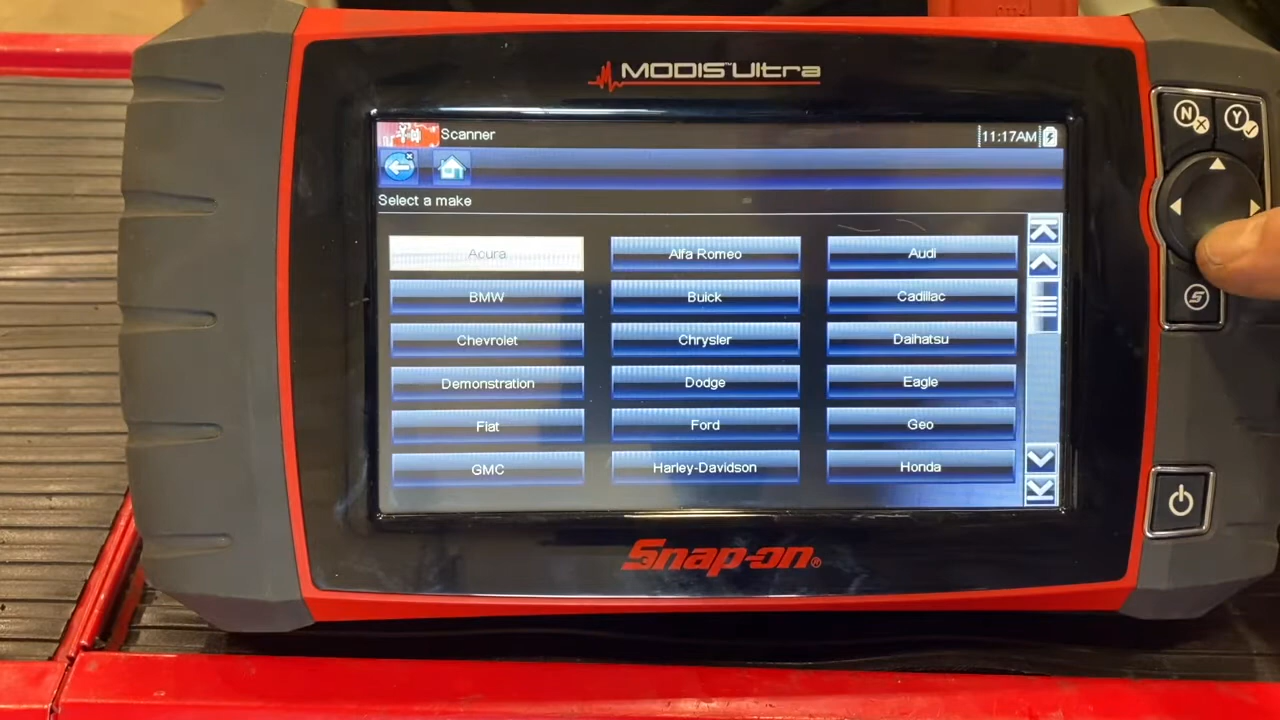 MODIS™ Ultra
Scanner 11:17AM
Select a make
Acura Alfa Romeo Audi
BMW Buick Cadillac
Chevrolet Chrysler Daihatsu
Demonstration Dodge Eagle
Fiat Ford Geo
GMC Harley-Davidson Honda
Snap-on®
N Y
S